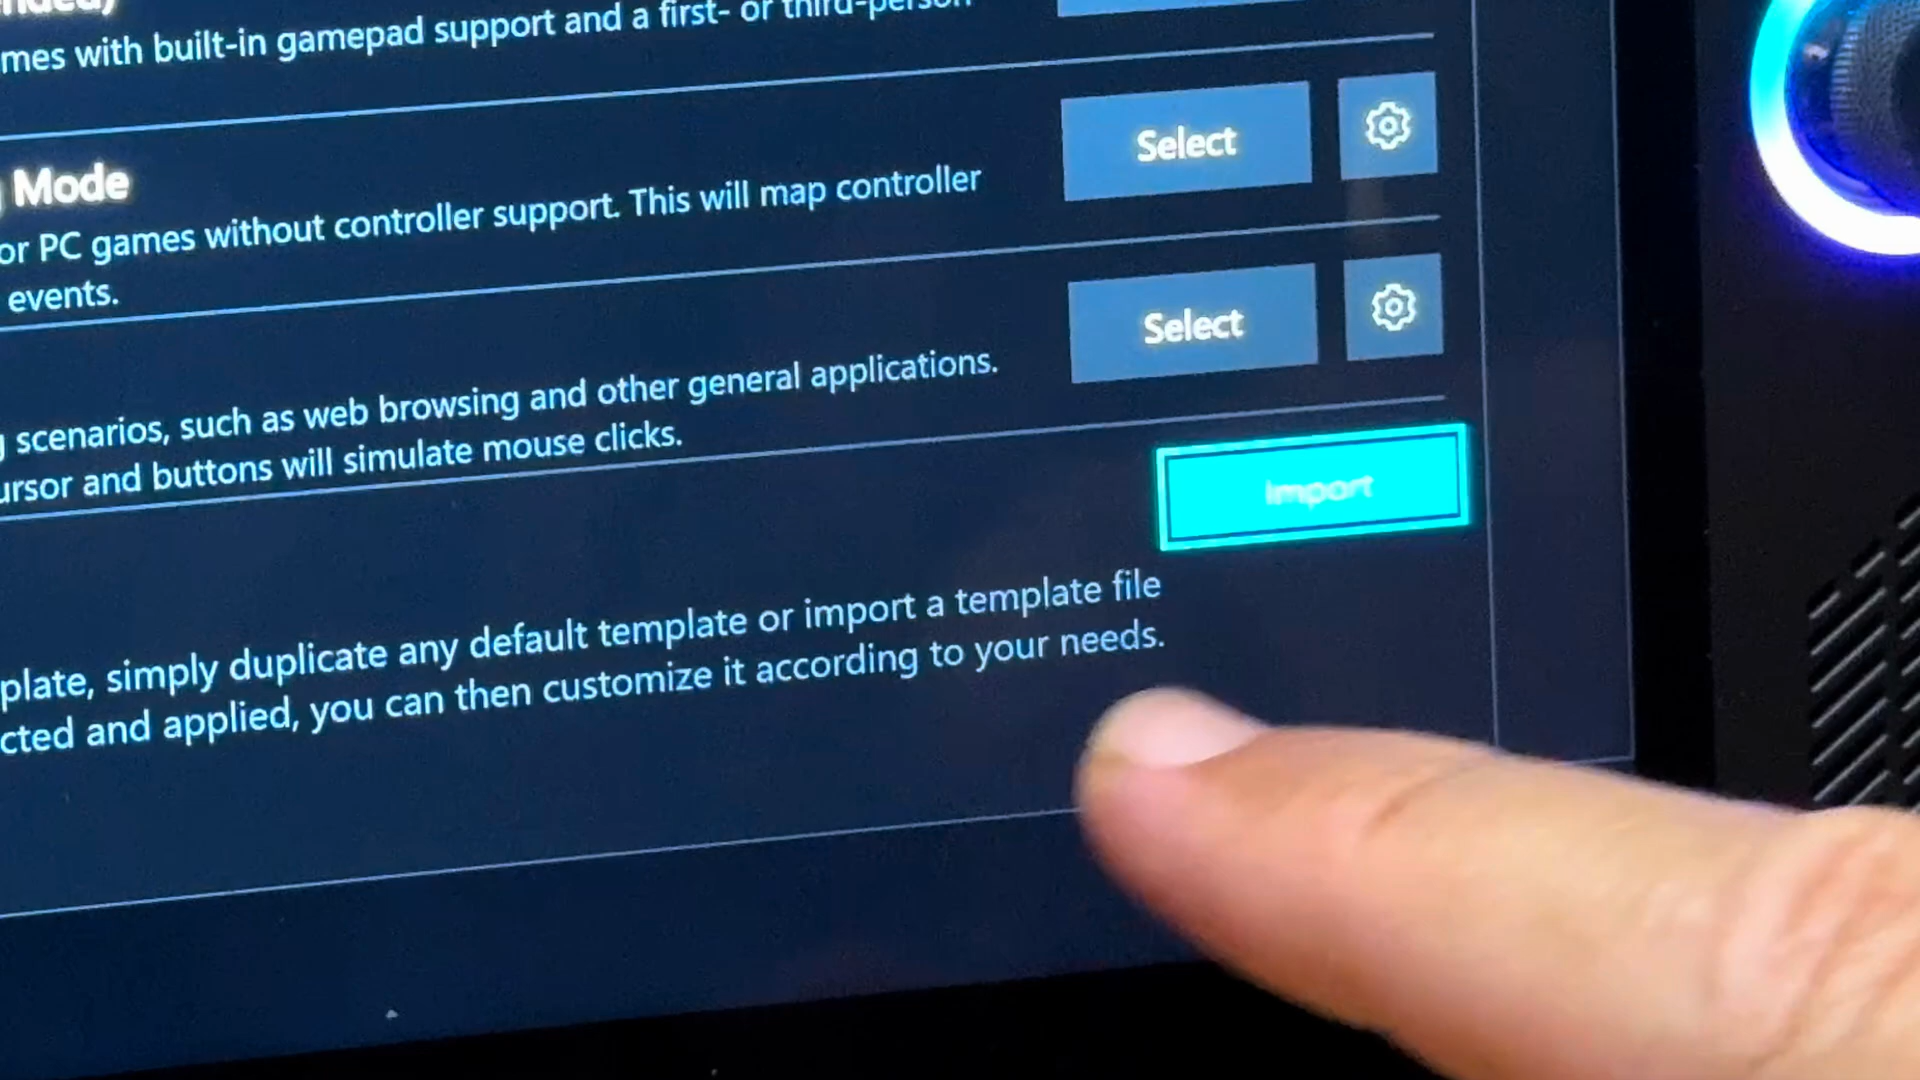 mes with built-in gamepad support and a first- or third-person
Select
Mode
or PC games without controller support. This will map controller
events.
Select
scenarios, such as web browsing and other general applications.
ursor and buttons will simulate mouse clicks.
Import
plate, simply duplicate any default template or import a template file
cted and applied, you can then customize it according to your needs.